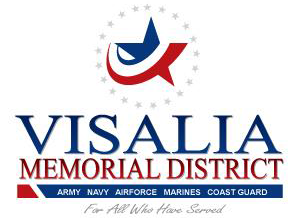 VISALIA
MEMORIAL DISTRICT
ARMY NAVY AIRFORCE MARINES COAST GUARD
For All Who Have Served